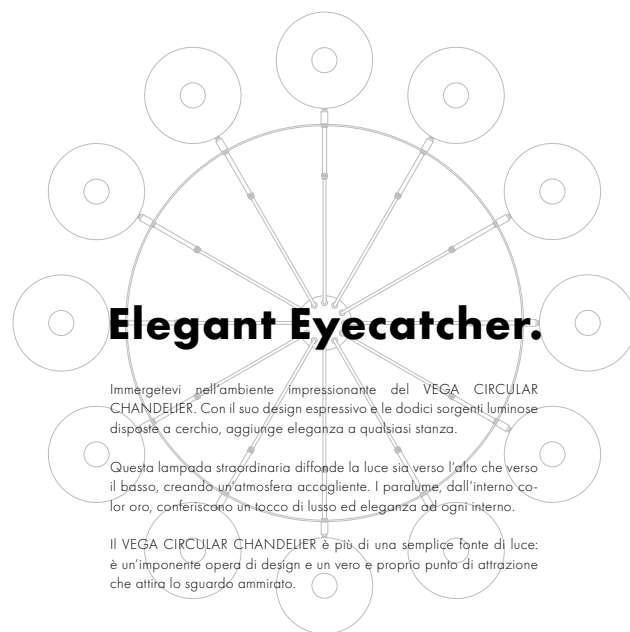 Elegant Eyecatcher.
Immergetevi nell'ambiente impressionante del VEGA CIRCULAR
CHANDELIER. Con il suo design espressivo e le dodici sorgenti luminose
disposte a cerchio, aggiunge eleganza a qualsiasi stanza.
Questa lampada straordinaria diffonde la luce sia verso l'alto che verso
il basso, creando un'atmosfera accogliente. I paralume, dall'interno co-
lor oro, conferiscono un tocco di lusso ed eleganza ad ogni interno.
Il VEGA CIRCULAR CHANDELIER è più di una semplice fonte di luce:
è un'imponente opera di design e un vero e proprio punto di attrazione
che attira lo sguardo ammirato.